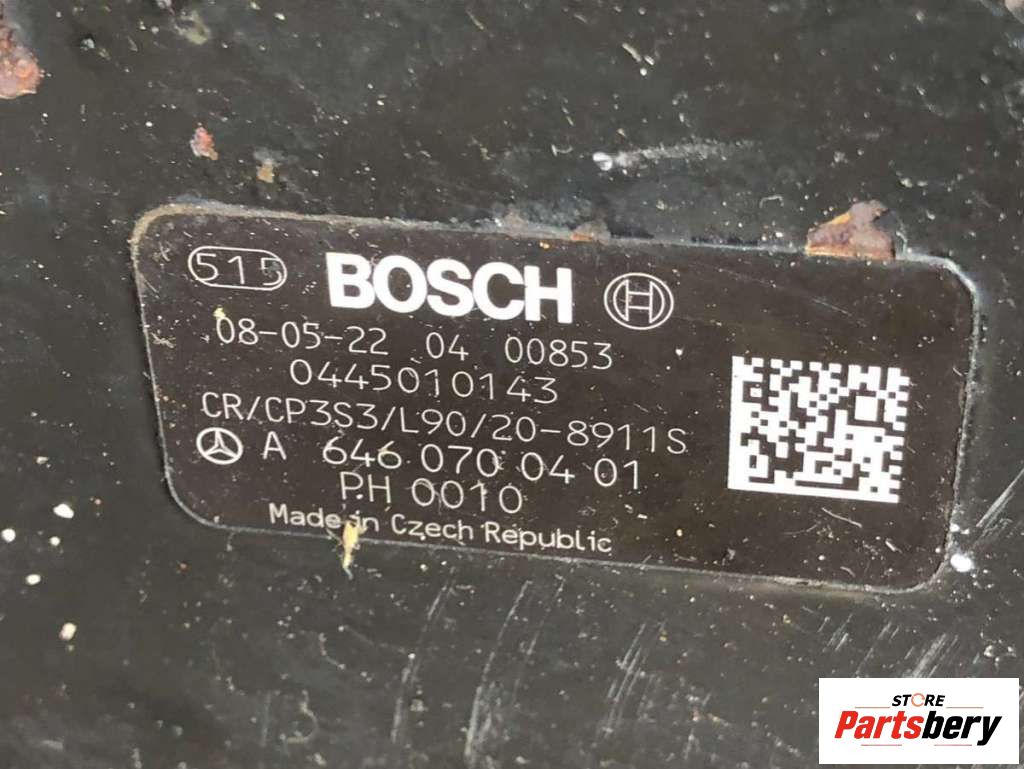 515 BOSCH
08-05-22 04 00853
0445010143
CR/CP3S3/L90/20-8911S
A 646 070 04 01
PH 0010
Made in Czech Republic
STORE
Partsbery